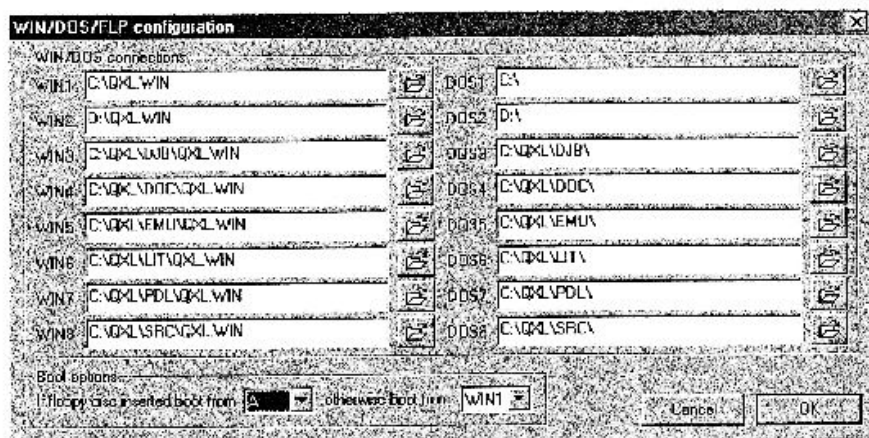 WIN/DOS/FLP configuration
WIN/DOS connections
WIN1: C:\QXL.WIN DOS1: C:\
WIN2: D:\QXL.WIN DOS2: D:\
WIN3: C:\QXL\DJB\QXL.WIN DOS3: C:\QXL\DJB\
WIN4: C:\QXL\DOC\QXL.WIN DOS4: C:\QXL\DOC\
WIN5: C:\QXL\EMU\QXL.WIN DOS5: C:\QXL\EMU\
WIN6: C:\QXL\LIT\QXL.WIN DOS6: C:\QXL\LIT\
WIN7: C:\QXL\PDL\QXL.WIN DOS7: C:\QXL\PDL\
WIN8: C:\QXL\SRC\QXL.WIN DOS8: C:\QXL\SRC\
Boot options
If floppy disc inserted boot from A otherwise boot from WIN1 Cancel OK